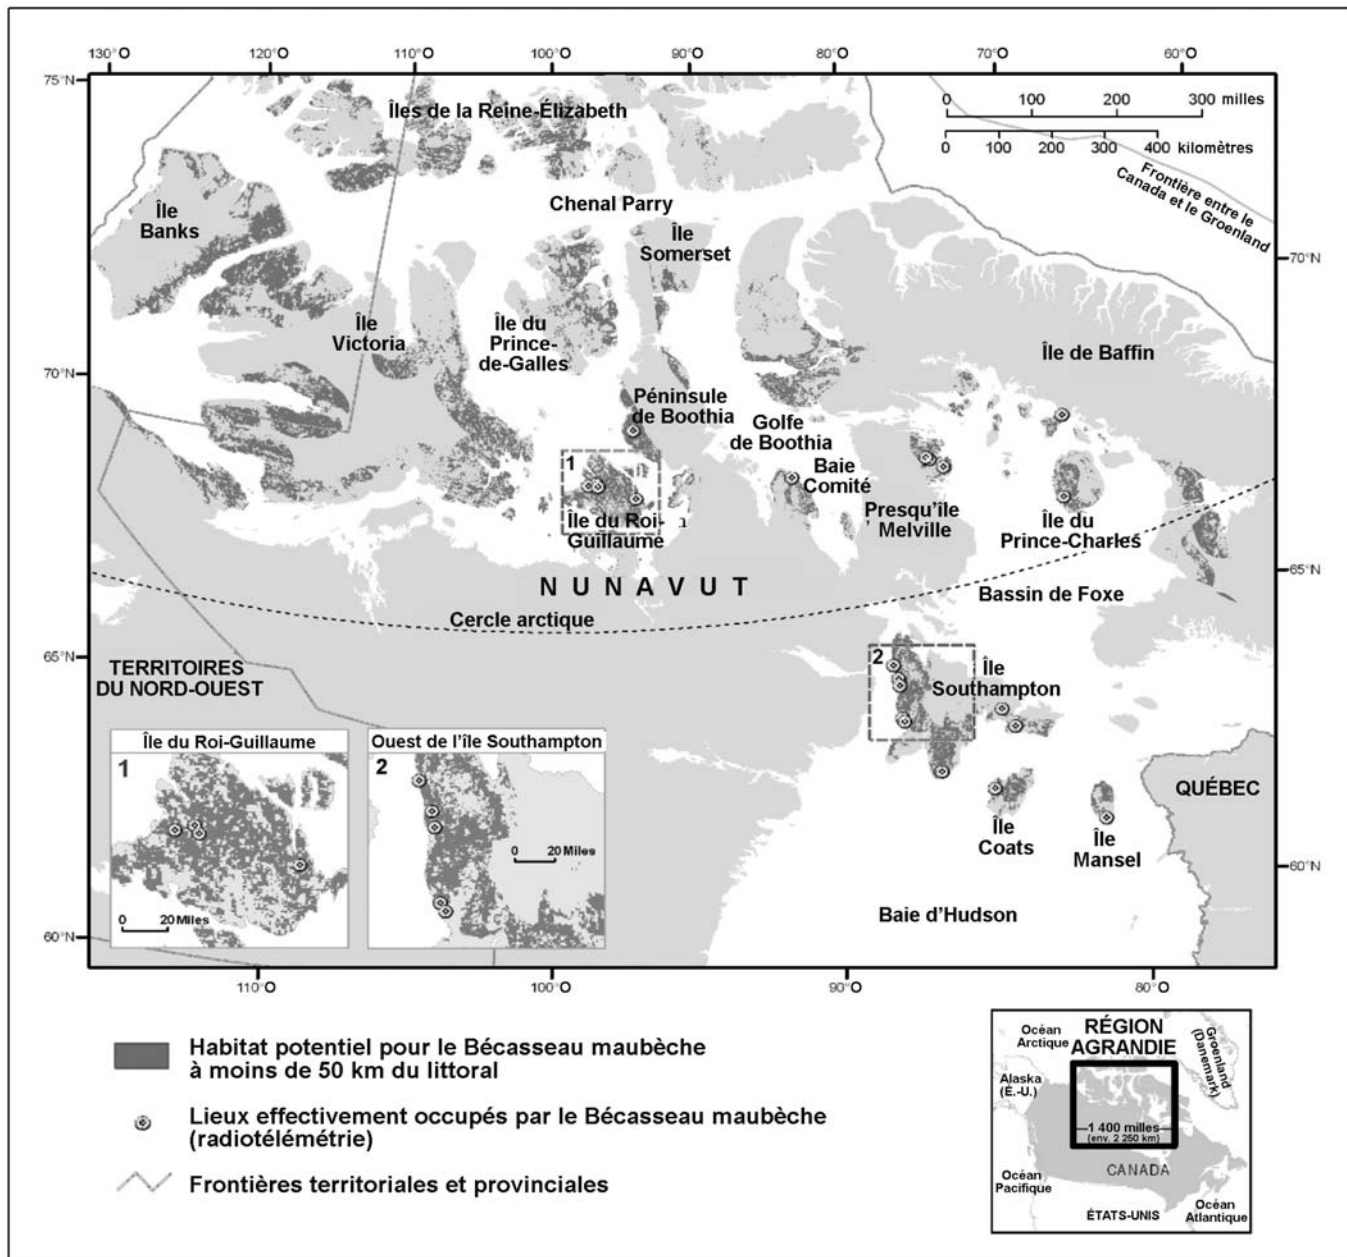 130°O 120°O 110°O 100°O 90°O 80°O 70°O 60°O
75°N
Îles de la Reine-Élizabeth
0 100 200 300 milles
0 100 200 300 400 kilomètres
Frontière entre le
Canada et le Groenland
Chenal Parry
Île
Banks
Île
Somerset
70°N
Île
Victoria
Île du
Prince-
de-Galles
Île de Baffin
70°N
Péninsule
de Boothia
Golfe
de Boothia
Baie
Comité
1
Presqu'île
Melville
Île du Roi-
Guillaume
Île du
Prince-Charles
65°N
NUNAVUT
Bassin de Foxe
Cercle arctique
65°N
TERRITOIRES
DU NORD-OUEST
2
Île
Southampton
Île du Roi-Guillaume
1
0 20 Miles
Ouest de l'île Southampton
2
0 20 Miles
QUÉBEC
Île
Coats
Île
Mansel
60°N
Baie d'Hudson
60°N
110°O 100°O 90°O 80°O
Habitat potentiel pour le Bécasseau maubèche
à moins de 50 km du littoral
Lieux effectivement occupés par le Bécasseau maubèche
(radiotélémétrie)
Frontières territoriales et provinciales
RÉGION
AGRANDIE
Océan
Arctique
Groenland
(Danemark)
Alaska
(É.-U.)
1 400 milles
(env. 2 250 km)
CANADA
Océan
Pacifique
ÉTATS-UNIS
Océan
Atlantique